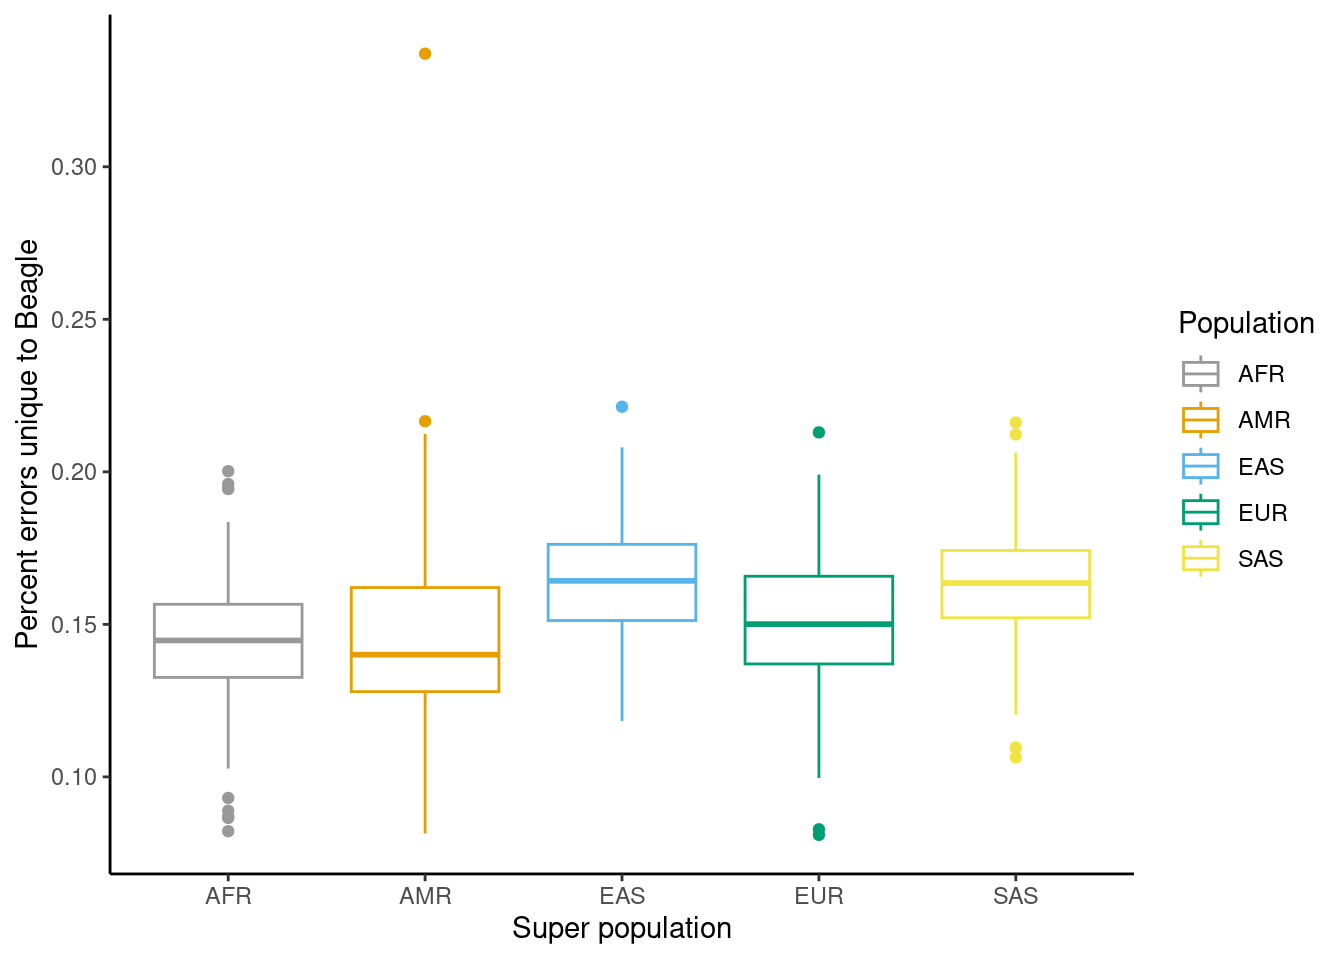 Percent errors unique to Beagle
0.30
0.25
0.20
0.15
0.10
AFR
AMR
EAS
EUR
SAS
Super population
Population
AFR
AMR
EAS
EUR
SAS